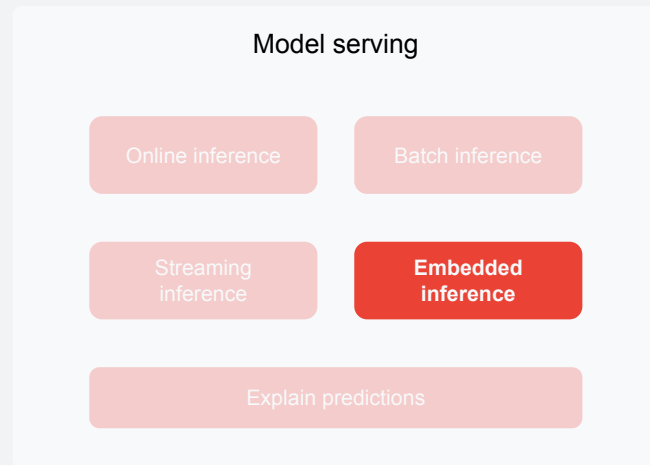 Model serving
Online inference
Batch inference
Streaming
inference
Embedded
inference
Explain predictions